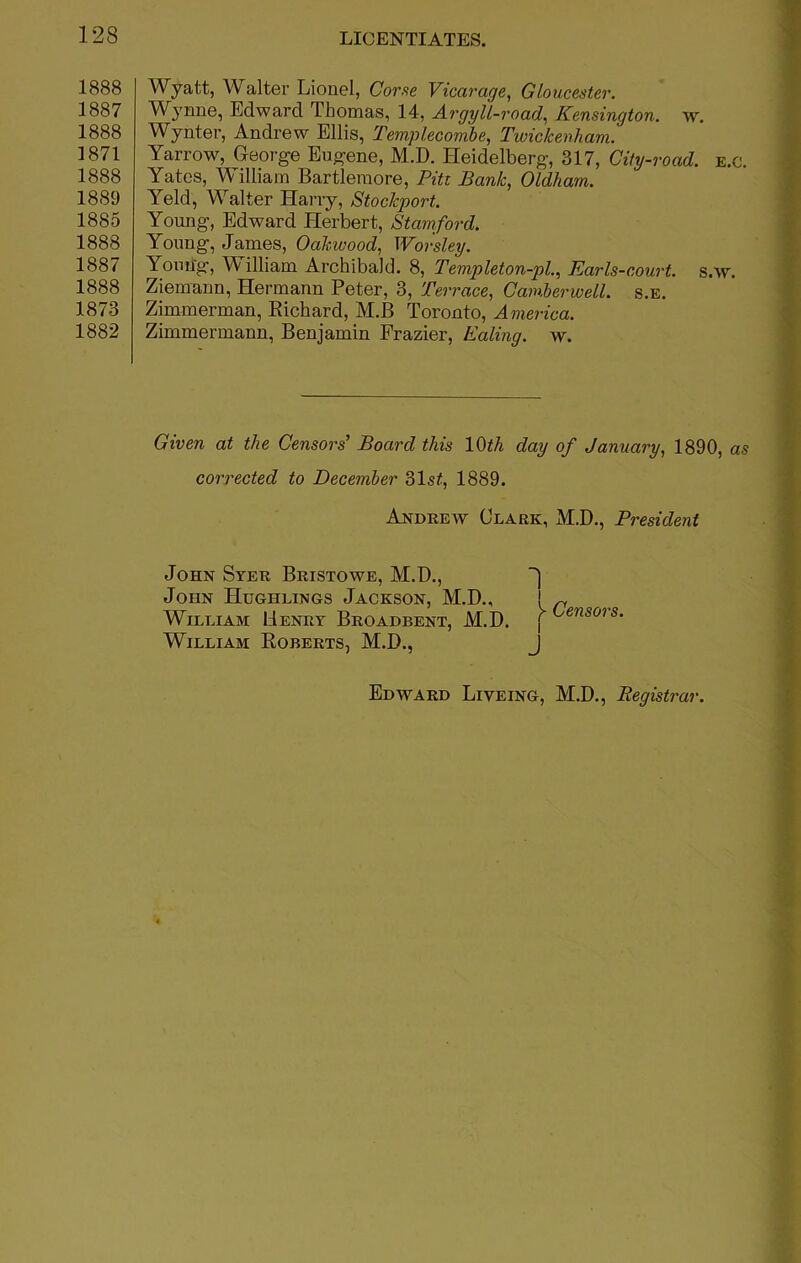 128 LICENTIATES.
1888 Wyatt, Walter Lionel, Corse Vicarage, Gloucester.
1887 Wynne, Edward Thomas, 14, Argyll-road, Kensington. w.
1888 Wynter, Andrew Ellis, Templecombe, Twickenham.
1871 Yarrow, George Eugene, M.D. Heidelberg, 317, City-road. E.C.
1888 Yates, William Bartlemore, Pitt Bank, Oldham.
1889 Yeld, Walter Harry, Stockport.
1885 Young, Edward Herbert, Stamford.
1888 Young, James, Oakwood, Worsley.
1887 Young, William Archibald. 8, Templeton-pl., Earls-court. s.w.
1888 Ziemann, Hermann Peter, 3, Terrace, Camberwell. s.E.
1873 Zimmerman, Richard, M.B Toronto, America.
1882 Zimmermann, Benjamin Frazier, Ealing. w.
Given at the Censors' Board this 10th day of January, 1890, as
corrected to December 31st, 1889.
ANDREW CLARK, M.D., President
JOHN SYER BRISTOWE, M.D.,
JOHN HUGHLINGS JACKSON, M.D.,
WILLIAM HENRY BROADBENT, M.D. } Censors.
WILLIAM ROBERTS, M.D.,
EDWARD LIVEING, M.D., Registrar.